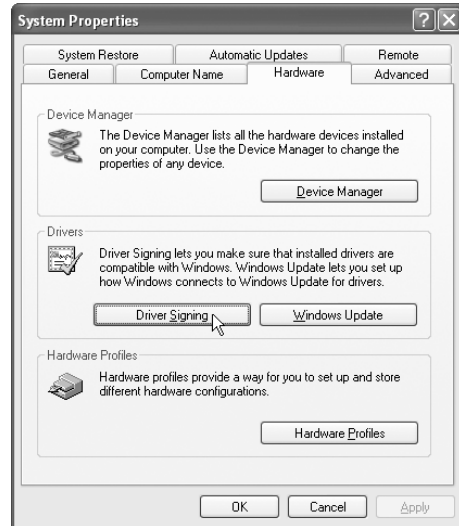 System Properties
System Restore Automatic Updates Remote
General Computer Name Hardware Advanced
Device Manager
The Device Manager lists all the hardware devices installed
on your computer. Use the Device Manager to change the
properties of any device.
Device Manager
Drivers
Driver Signing lets you make sure that installed drivers are
compatible with Windows. Windows Update lets you set up
how Windows connects to Windows Update for drivers.
Driver Signing Windows Update
Hardware Profiles
Hardware profiles provide a way for you to set up and store
different hardware configurations.
Hardware Profiles
OK Cancel Apply